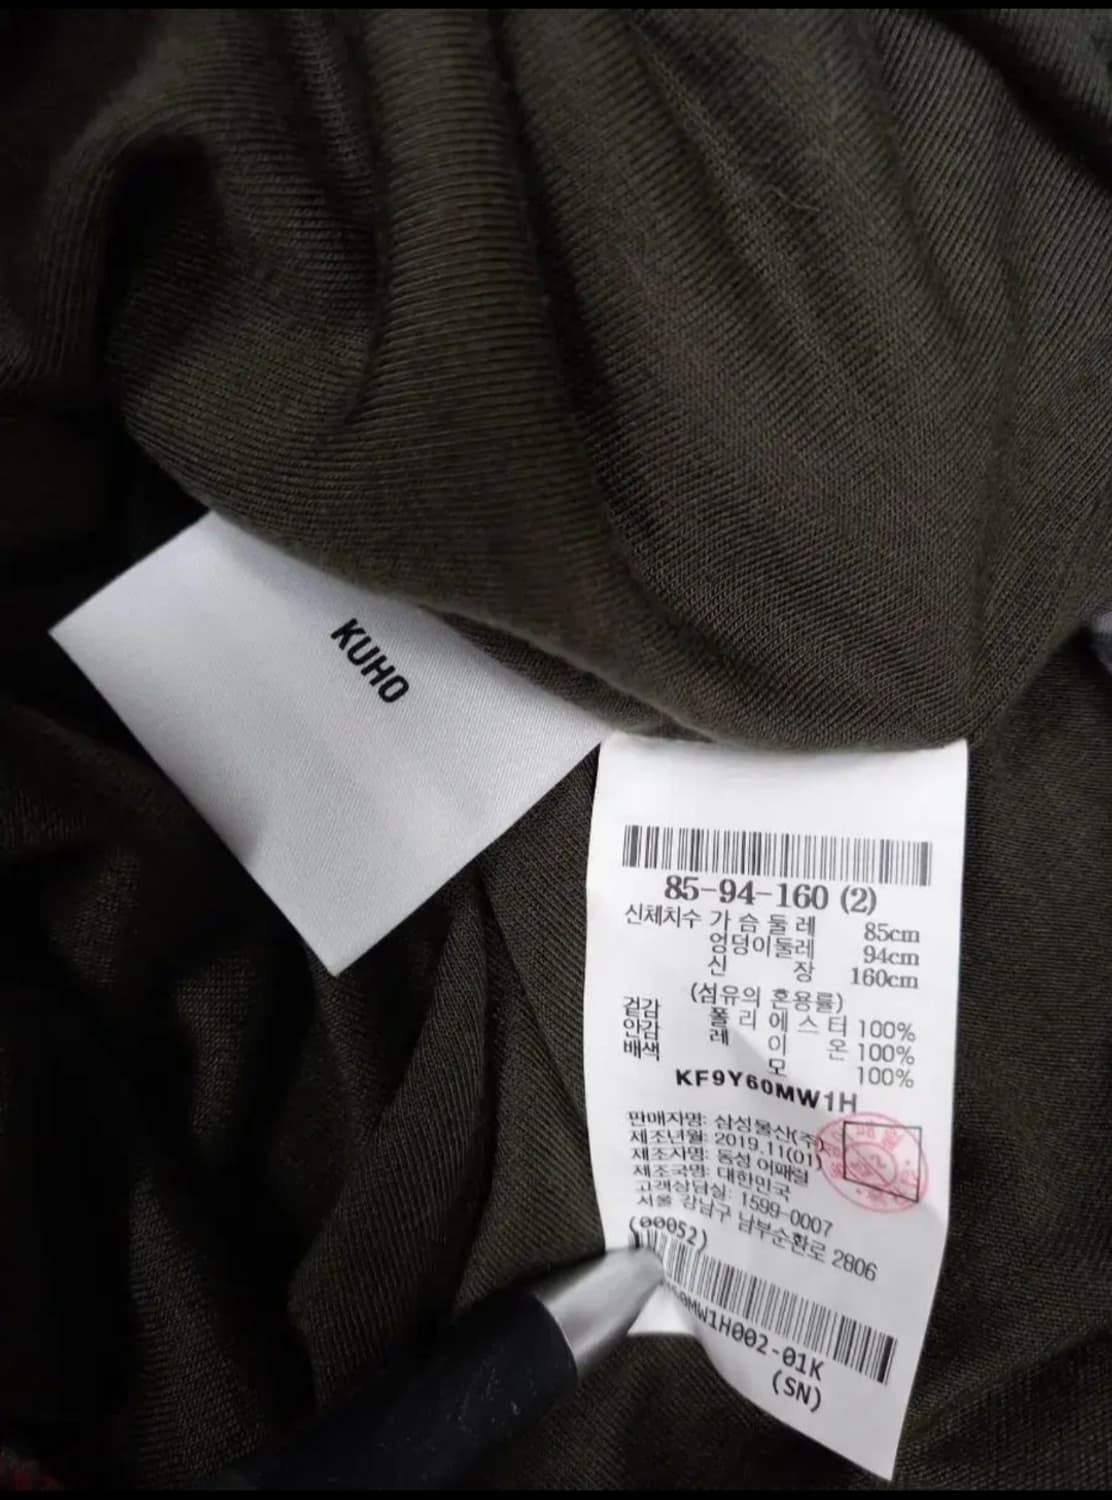 KUHO
85-94-160 (2)
신체치수 가 슴 둘 레 85cm
엉덩이둘레 94cm
신 장 160cm
(섬유의 혼용률)
겉감 폴 리 에 스 터 100%
안감 레 이 온 100%
배색 모 100%
KF9Y60MW1H
판매자명: 삼성물산(주)
제조년월: 2019.11(01)
제조자명: 동성 어패럴
제조국명: 대한민국
고객상담실: 1599-0007
서울 강남구 남부순환로 2806
(00052)
MW1H002-01K
(SN)